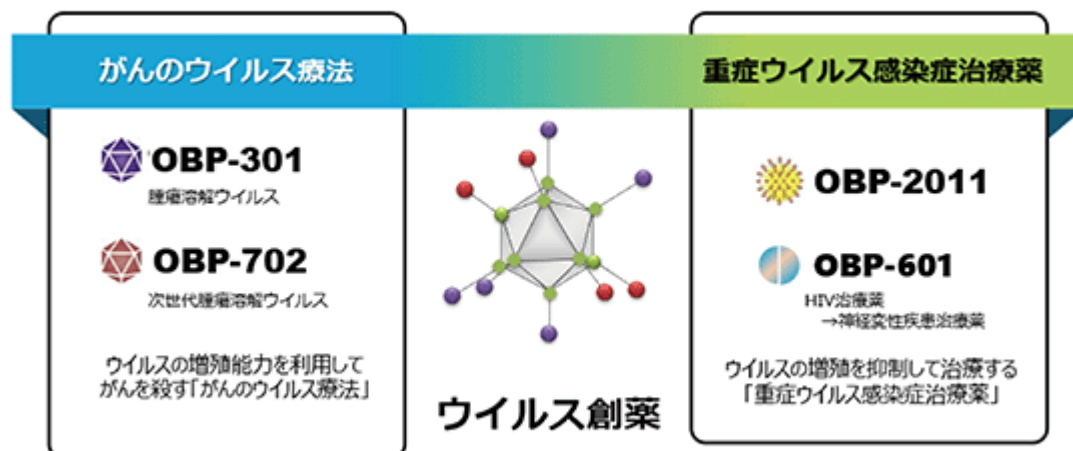 がんのウイルス療法
OBP-301
腫瘍溶解ウイルス
OBP-702
次世代腫瘍溶解ウイルス
ウイルスの増殖能力を利用して
がんを殺す「がんのウイルス療法」
ウイルス創薬
重症ウイルス感染症治療薬
OBP-2011
OBP-601
HIV治療薬
→神経変性疾患治療薬
ウイルスの増殖を抑制して治療する
「重症ウイルス感染症治療薬」